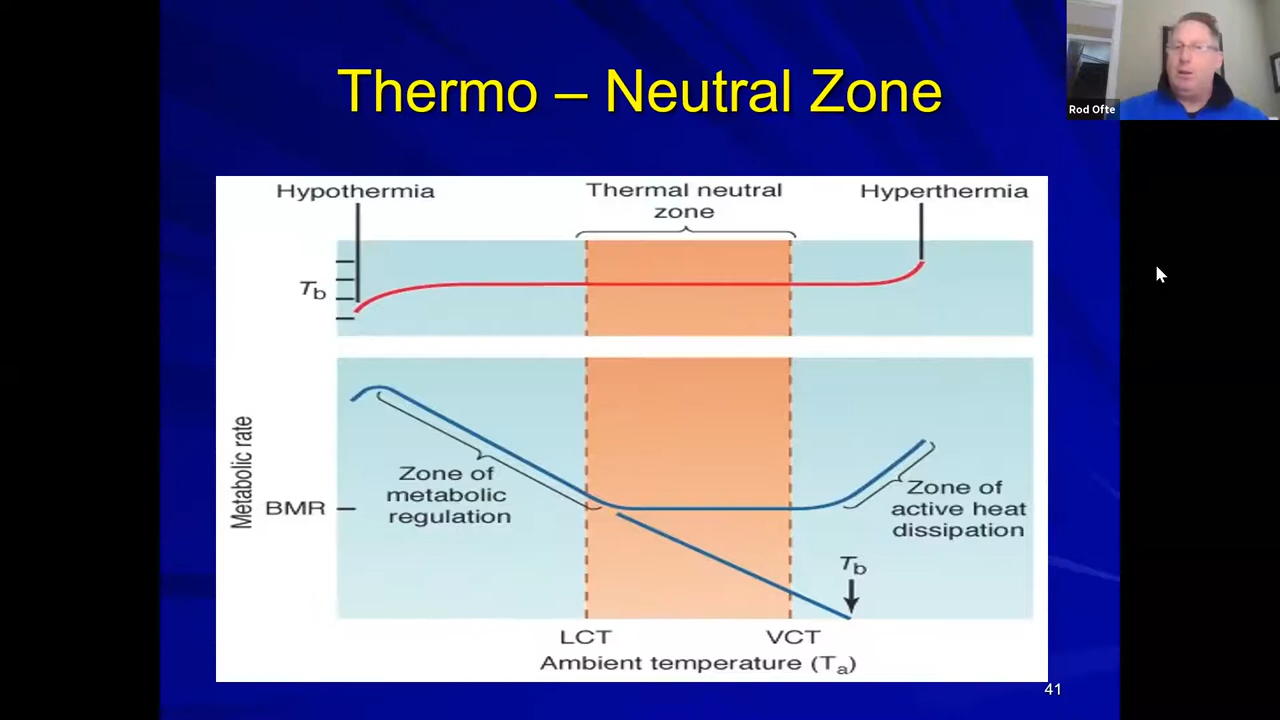 Thermo – Neutral Zone
Rod Ofte
Hypothermia
Thermal neutral
zone
Hyperthermia
Tb
Metabolic rate
BMR
Zone of
metabolic
regulation
Zone of
active heat
dissipation
Tb
LCT
VCT
Ambient temperature (Ta)
41